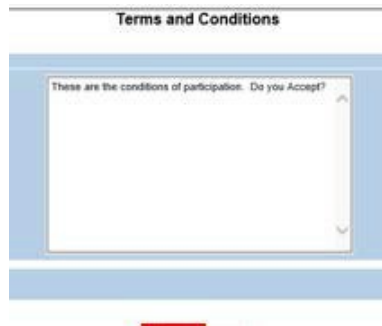 Terms and Conditions
These are the conditions of participation. Do you Accept?